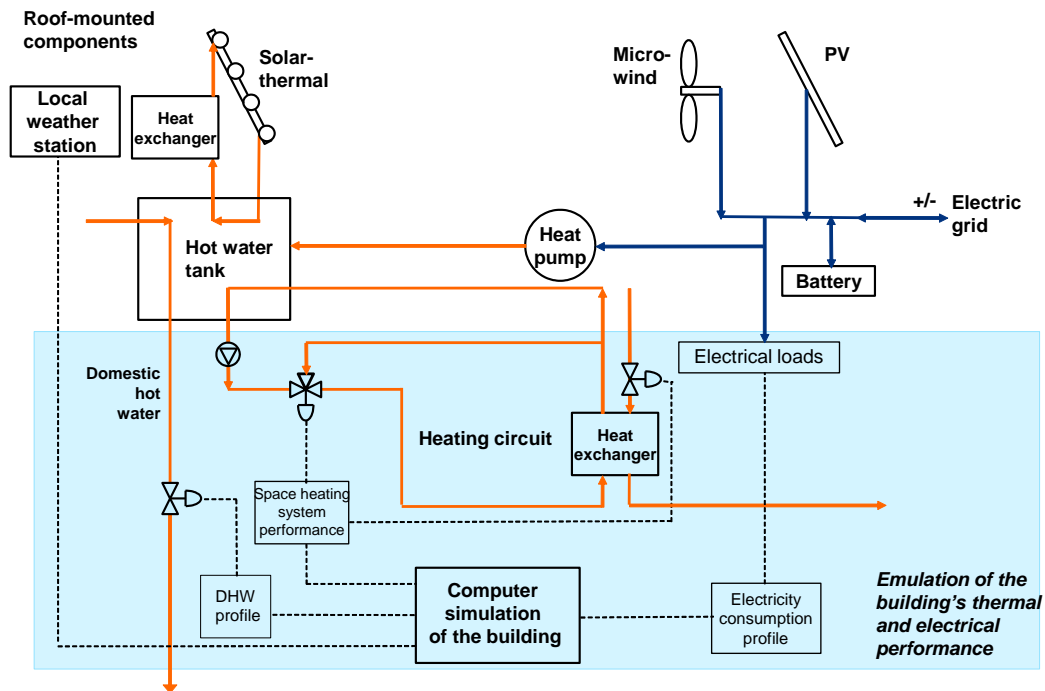 Roof-mounted
components
Solar-
thermal
Micro-
wind
PV
Local
weather
station
Heat
exchanger
+/-
Electric
grid
Hot water
tank
Heat
pump
Battery
Electrical loads
Domestic
hot
water
Heating circuit
Heat
exchanger
Space heating
system
performance
DHW
profile
Computer
simulation
of the building
Electricity
consumption
profile
Emulation of the
building's thermal
and electrical
performance